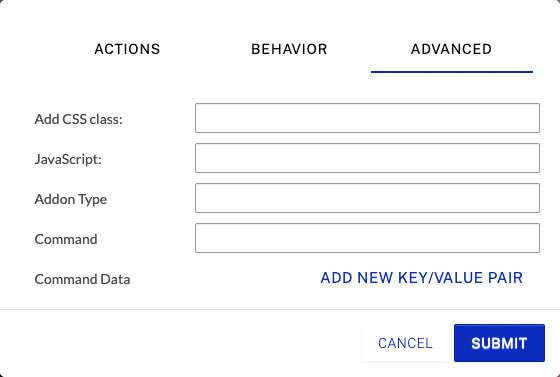 ACTIONS BEHAVIOR ADVANCED
Add CSS class:
JavaScript:
Addon Type
Command
Command Data ADD NEW KEY/VALUE PAIR
CANCEL SUBMIT